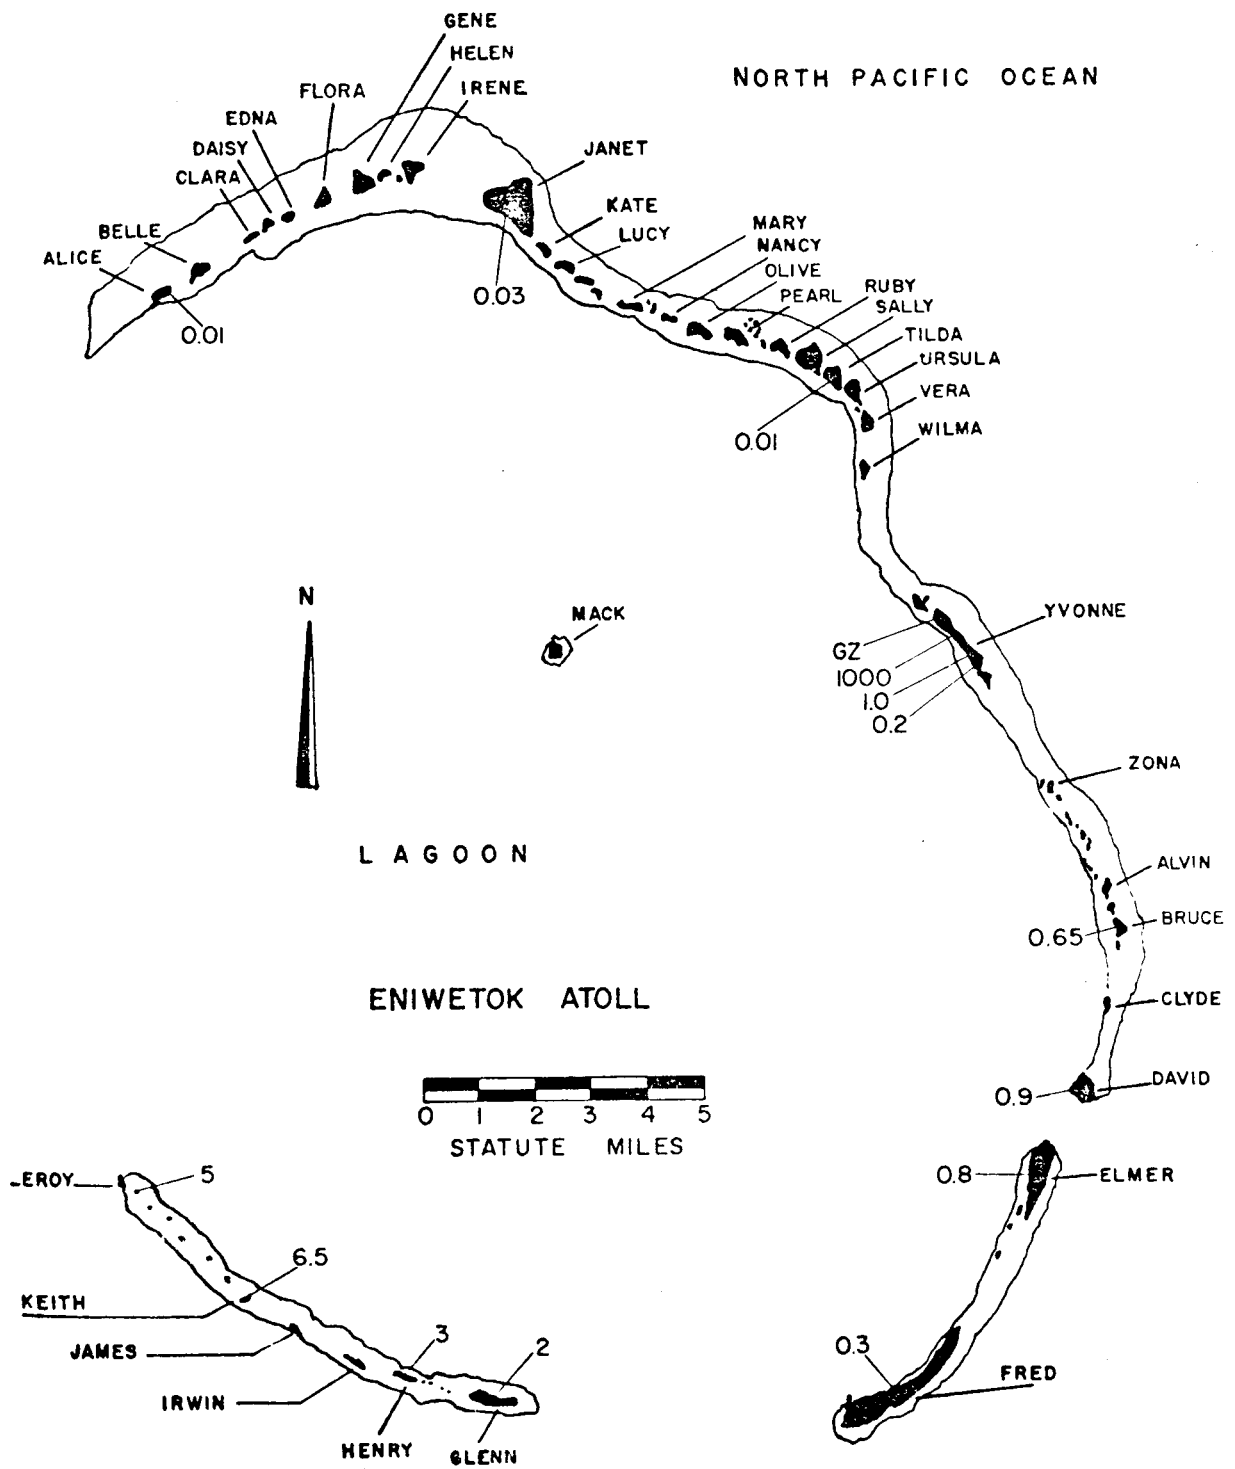 GENE
HELEN
IRENE
NORTH PACIFIC OCEAN
FLORA
EDNA
DAISY
CLARA
JANET
BELLE
ALICE
KATE
LUCY
MARY
NANCY
OLIVE
PEARL
RUBY
SALLY
TILDA
URSULA
VERA
WILMA
0.03
0.01
0.01
N
MACK
YVONNE
GZ
1000
1.0
0.2
ZONA
LAGOON
ALVIN
BRUCE
0.65
ENIWETOK ATOLL
CLYDE
DAVID
0.9
0 1 2 3 4 5
STATUTE MILES
LEROY
5
0.8
ELMER
6.5
KEITH
JAMES
3
2
0.3
FRED
IRWIN
HENRY
GLENN